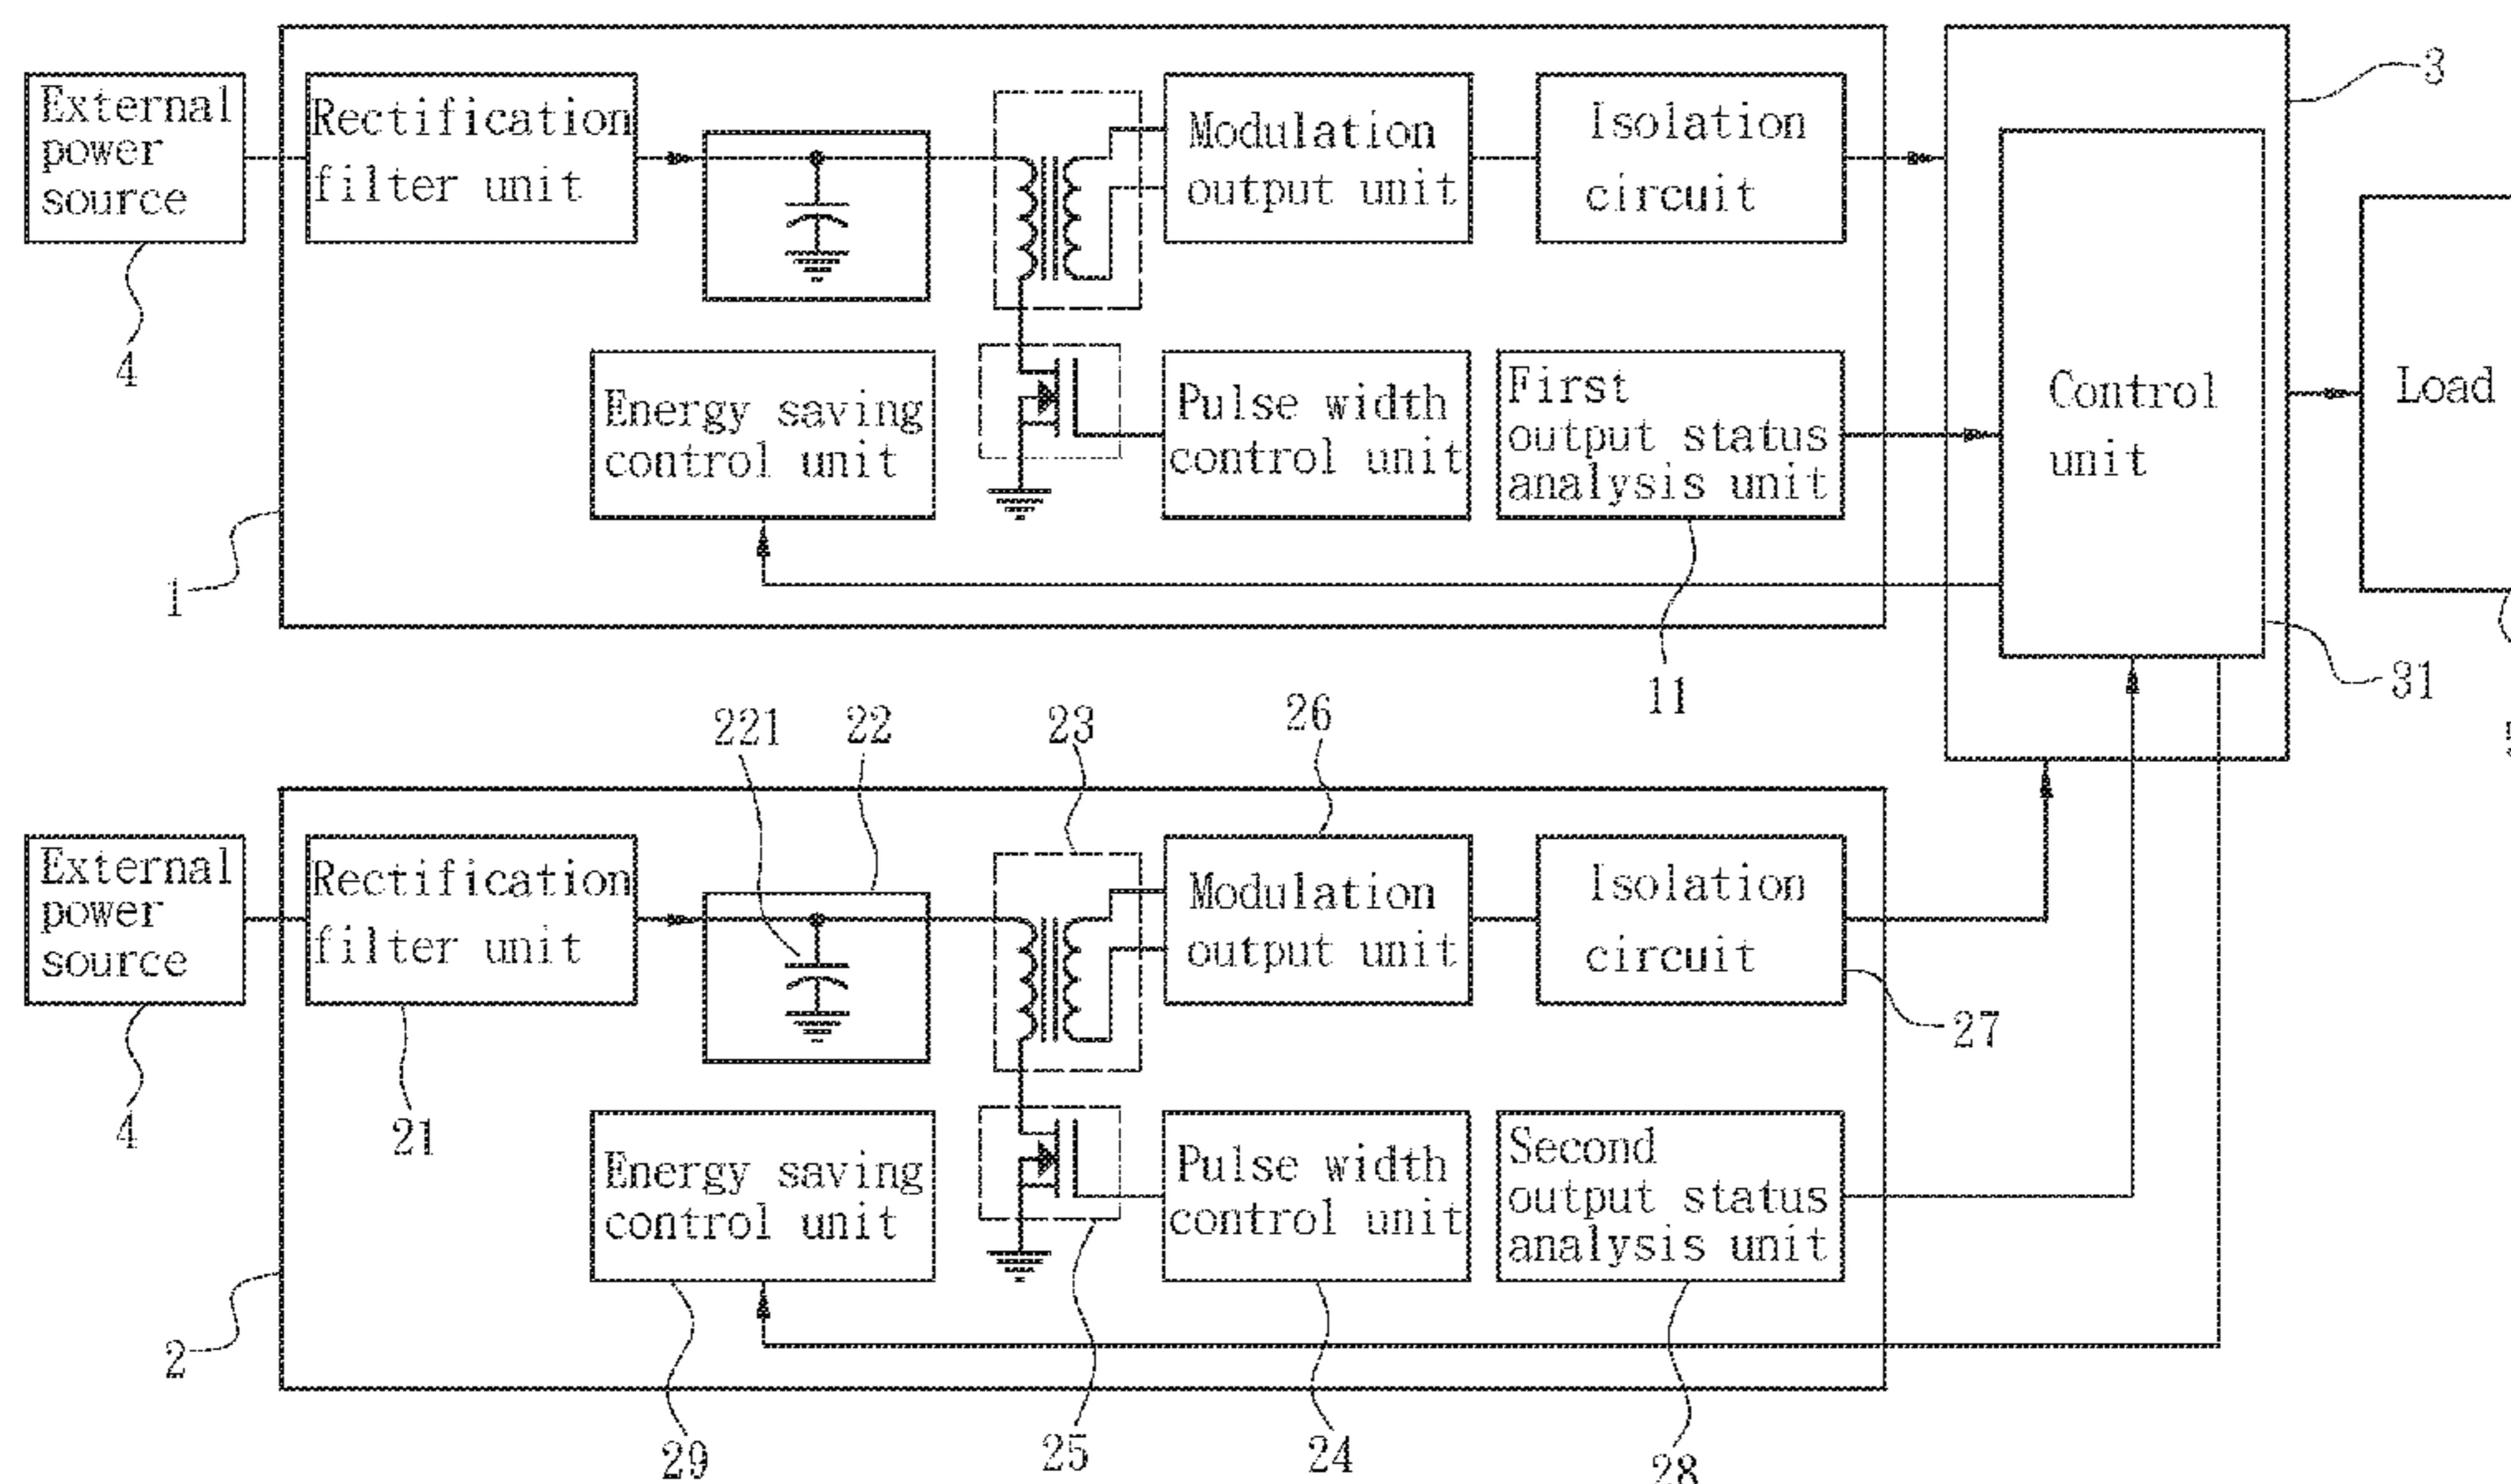 External
power
source
4
Rectification
filter unit
Modulation
output unit
Isolation
circuit
3
Energy saving
control unit
Pulse width
control unit
First
output status
analysis unit
Control
unit
Load
1
11
31
221
22
23
26
External
power
source
4
Rectification
filter unit
21
Modulation
output unit
Isolation
circuit
27
Energy saving
control unit
Pulse width
control unit
Second
output status
analysis unit
2
29
25
24
28